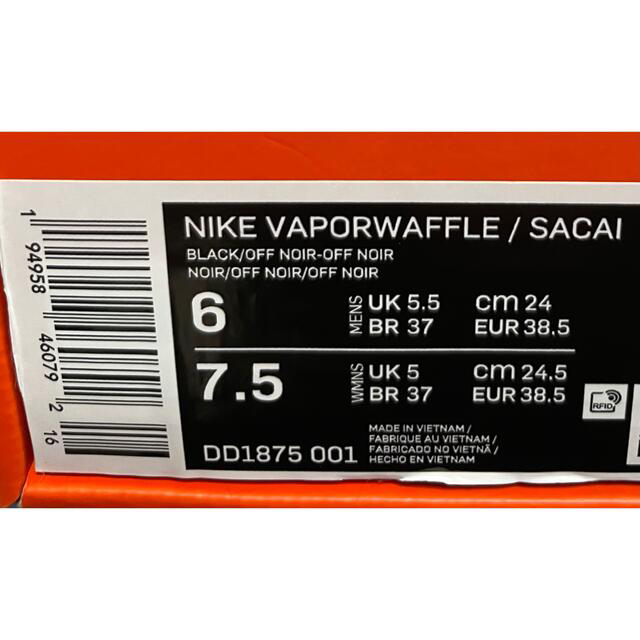 NIKE VAPORWAFFLE / SACAI
BLACK/OFF NOIR-OFF NOIR
NOIR/OFF NOIR/OFF NOIR
6 MENS UK 5.5 cm 24
BR 37 EUR 38.5
7.5 WMNS UK 5 cm 24.5
BR 37 EUR 38.5
DD1875 001
MADE IN VIETNAM /
FABRIQUE AU VIETNAM /
FABRICADO NO VIETNÃ /
HECHO EN VIETNAM
RFID
1 94958 46079 2 16